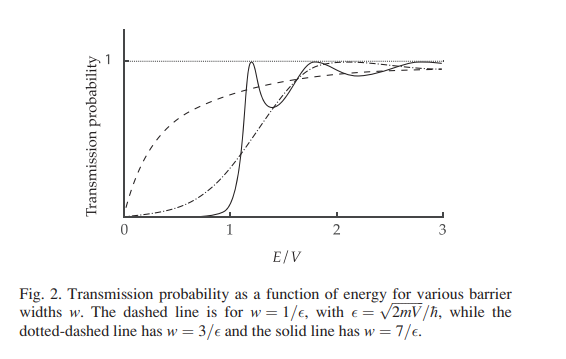 Transmission probability
1
0
1
2
3
E/V
Fig. 2. Transmission probability as a function of energy for various barrier
widths w. The dashed line is for w = 1/ϵ, with ϵ = √2mV/ħ, while the
dotted-dashed line has w = 3/ϵ and the solid line has w = 7/ϵ.